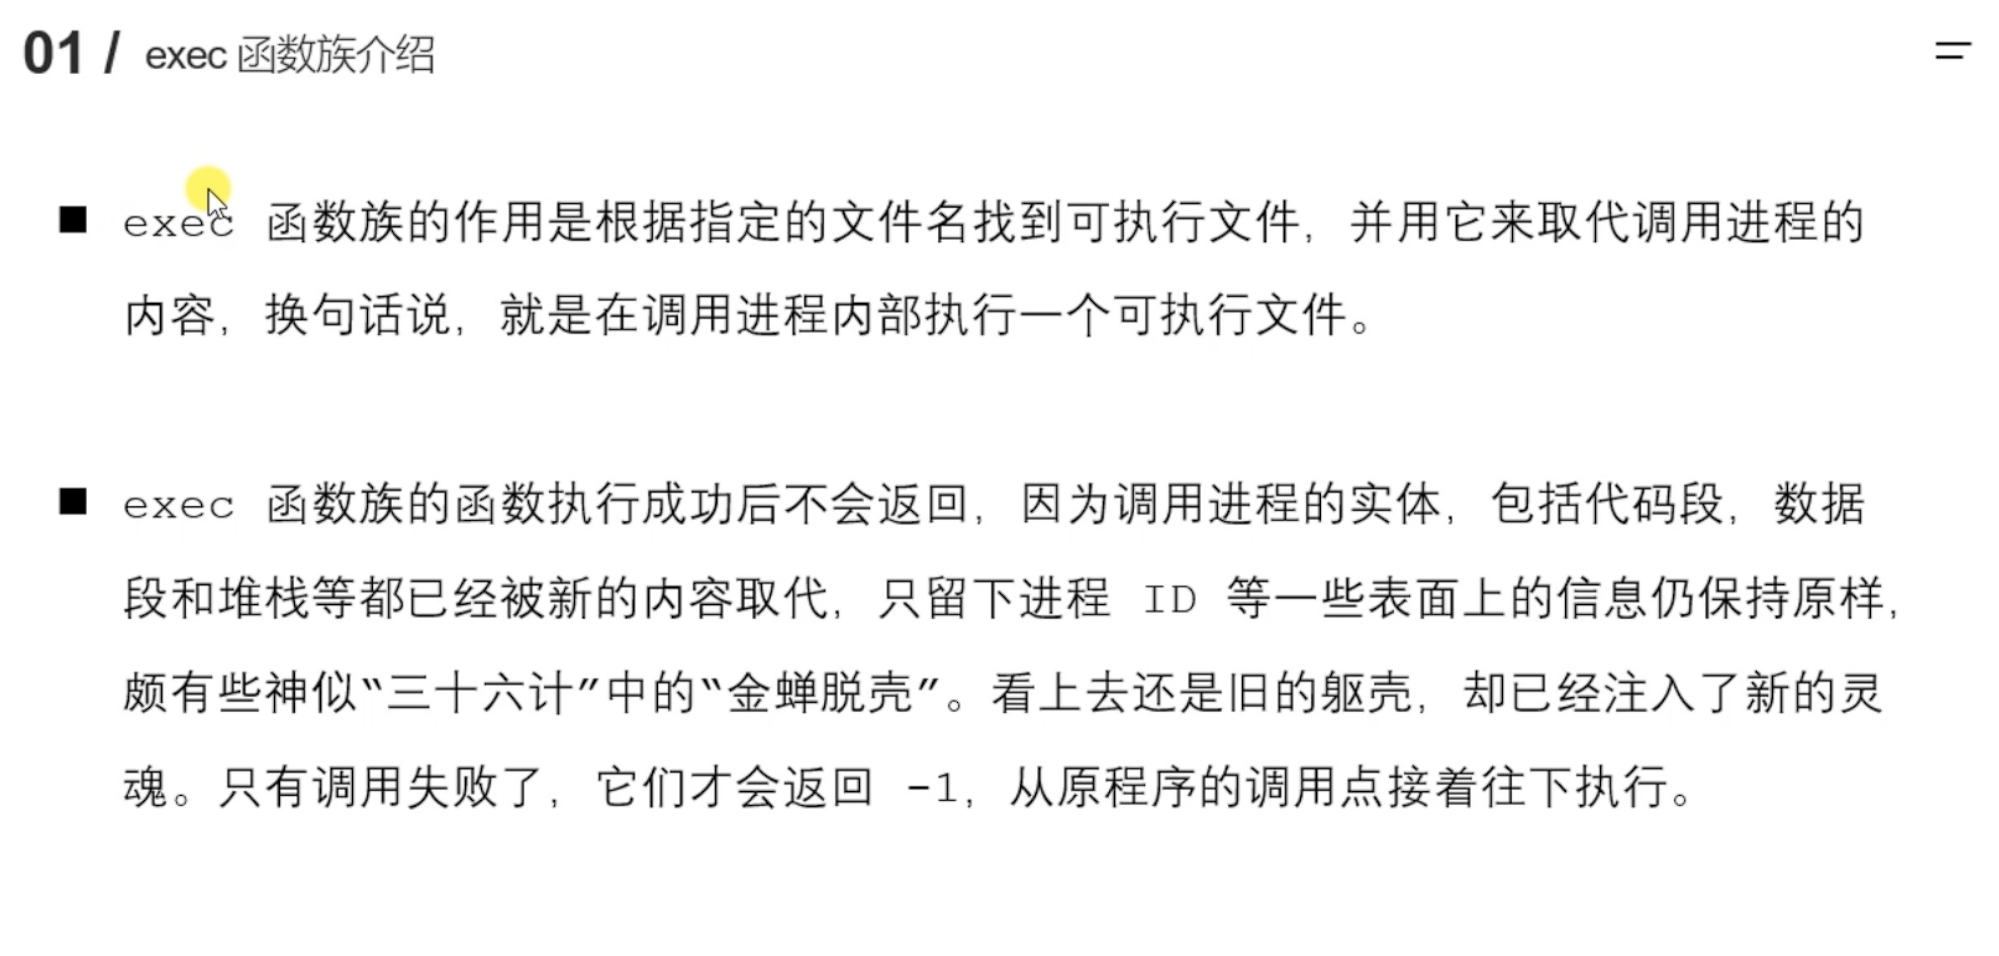 01 / exec 函数族介绍
■ exec 函数族的作用是根据指定的文件名找到可执行文件，并用它来取代调用进程的
内容，换句话说，就是在调用进程内部执行一个可执行文件。
■ exec 函数族的函数执行成功后不会返回，因为调用进程的实体，包括代码段，数据
段和堆栈等都已经被新的内容取代，只留下进程 ID 等一些表面上的信息仍保持原样，
颇有些神似“三十六计”中的“金蝉脱壳”。看上去还是旧的躯壳，却已经注入了新的灵
魂。只有调用失败了，它们才会返回 -1，从原程序的调用点接着往下执行。